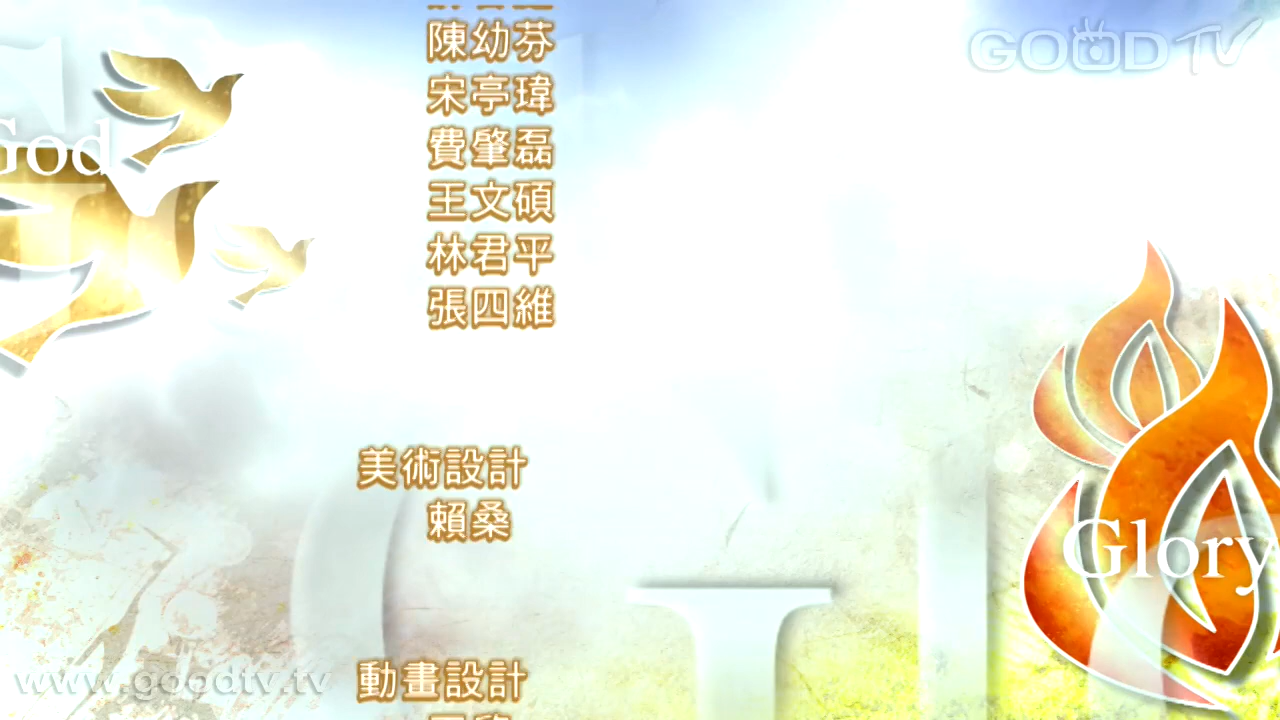 GOOD TV
God
陳幼芬
宋亭瑋
費肇磊
王文碩
林君平
張四維
美術設計
賴桑
Glory
動畫設計
www.goodtv.tv